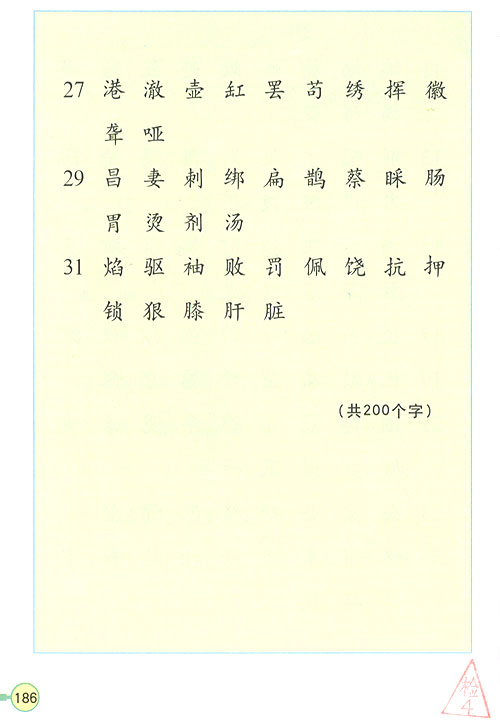 27 港 澈 壶 缸 罢 苟 绣 挥 徽
聋 哑
29 昌 妻 刺 绑 扁 鹊 蔡 睬 肠
胃 烫 剂 汤
31 焰 驱 袖 败 罚 佩 饶 抗 押
锁 狠 膝 肝 脏
(共200个字)
186
检
4